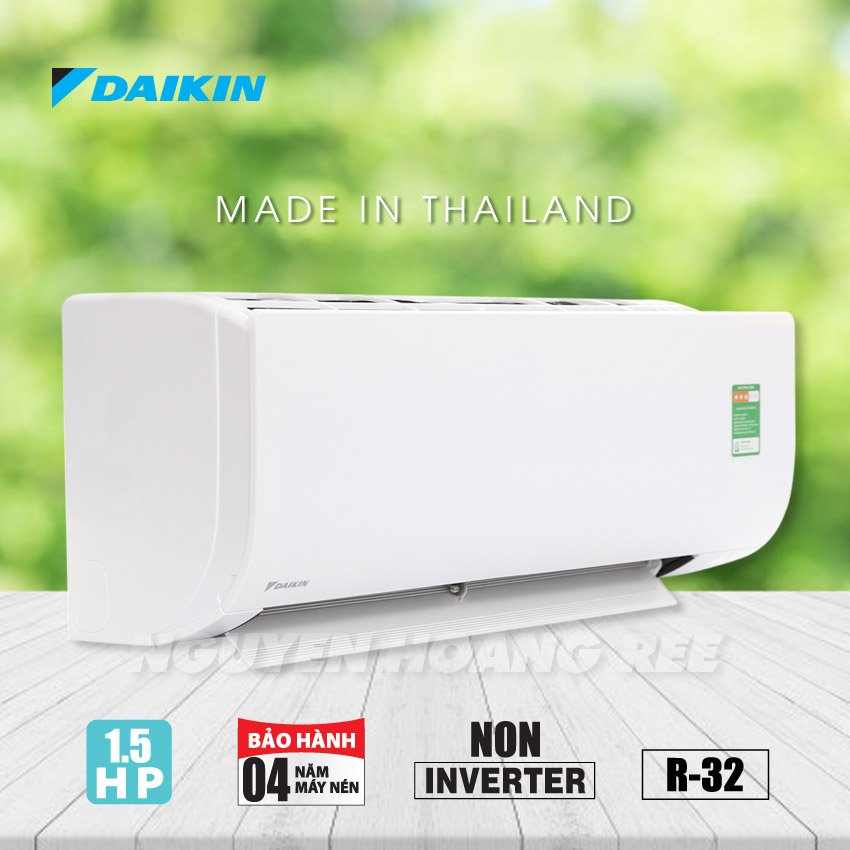 DAIKIN
MADE IN THAILAND
DAIKIN
NGUYEN HOANG REE
1.5
HP
BẢO HÀNH
04 NĂM
MÁY NÉN
NON
INVERTER
R-32